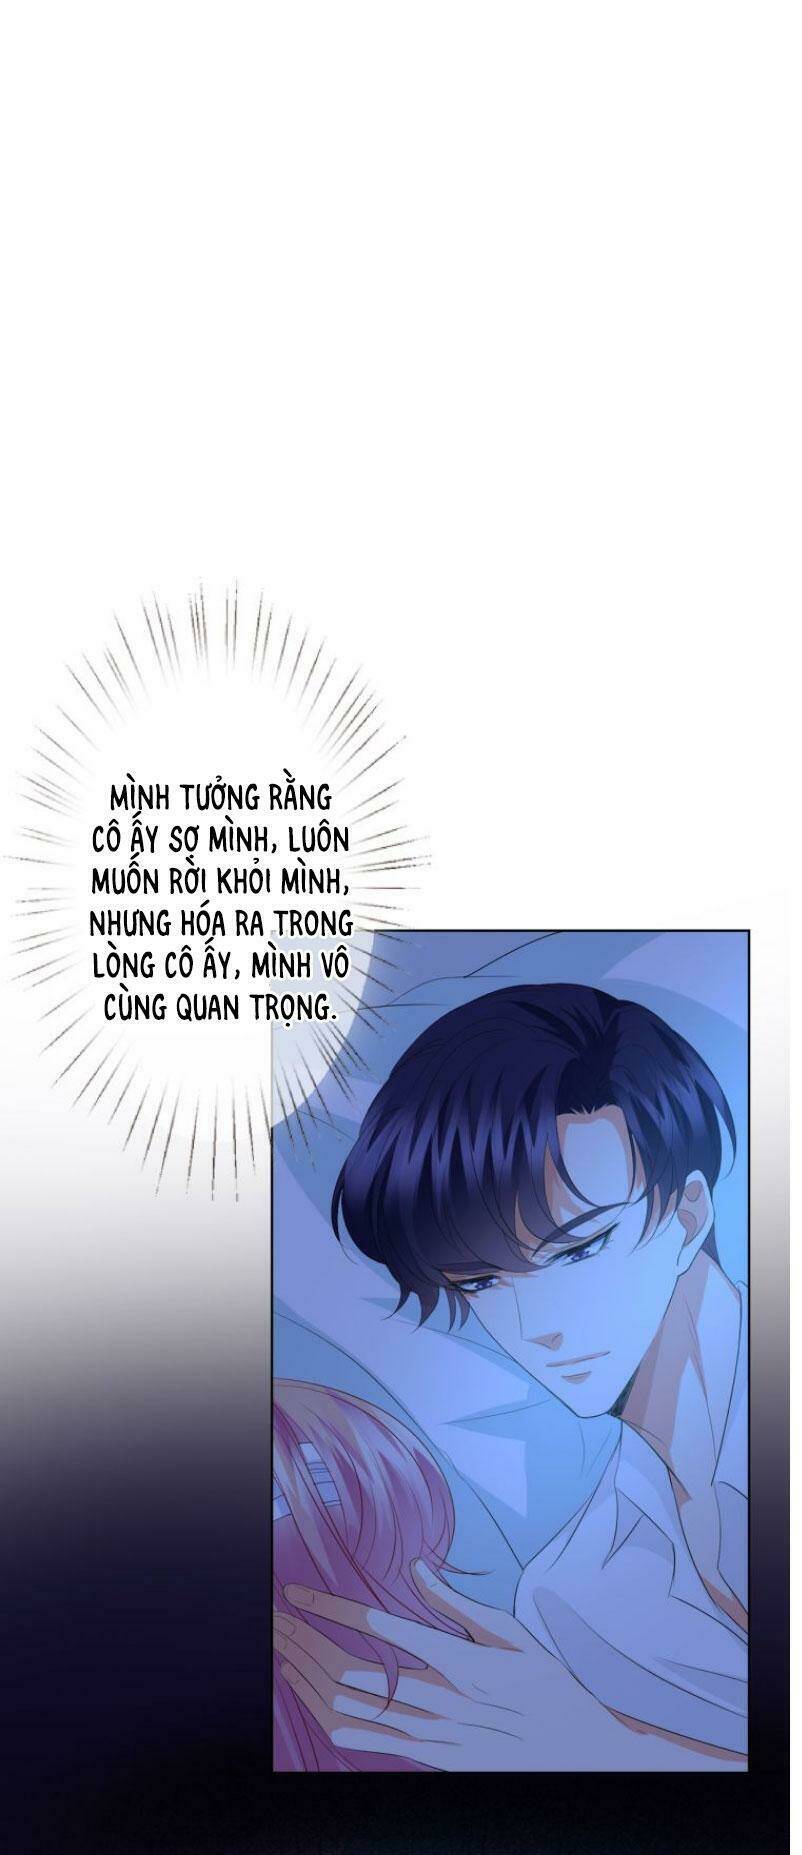 MÌNH TƯỞNG RẰNG
CÔ ẤY SỢ MÌNH, LUÔN
MUỐN RỜI KHỎI MÌNH,
NHƯNG HÓA RA TRONG
LÒNG CÔ ẤY, MÌNH VÔ
CÙNG QUAN TRỌNG.